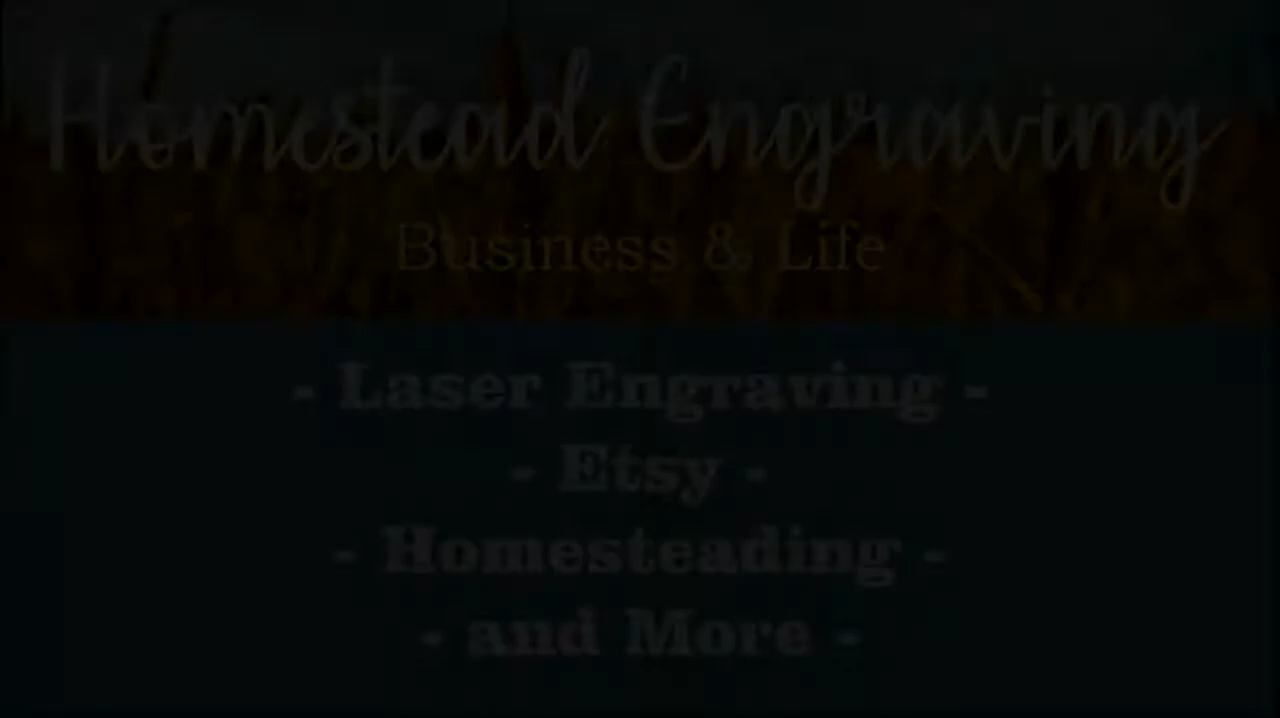 Homestead Engraving
Business & Life
- Laser Engraving -
- Etsy -
- Homesteading -
- and More -